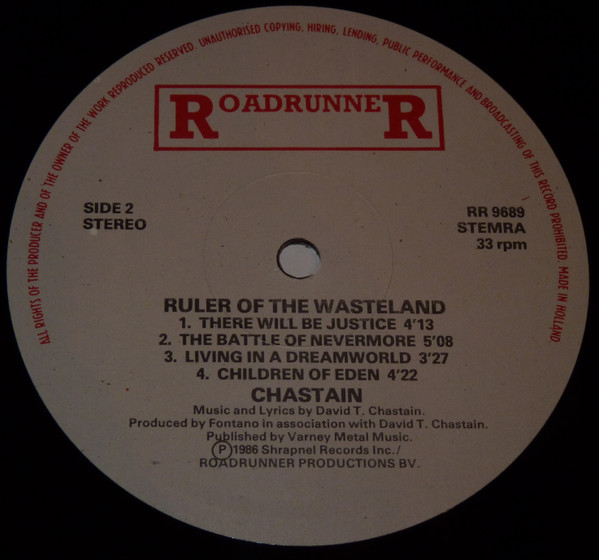 ALL RIGHTS OF THE PRODUCER AND OF THE OWNER OF THE WORK REPRODUCED RESERVED. UNAUTHORISED COPYING, HIRING, LENDING, PUBLIC PERFORMANCE AND BROADCASTING OF THIS RECORD PROHIBITED. MADE IN HOLLAND.
ROADRUNNER
SIDE 2
STEREO
RR 9689
STEMRA
33 rpm
RULER OF THE WASTELAND
1. THERE WILL BE JUSTICE 4'13
2. THE BATTLE OF NEVERMORE 5'08
3. LIVING IN A DREAMWORLD 3'27
4. CHILDREN OF EDEN 4'22
CHASTAIN
Music and Lyrics by David T. Chastain.
Produced by Fontano in association with David T. Chastain.
Published by Varney Metal Music.
Ⓟ1986 Shrapnel Records Inc./
ROADRUNNER PRODUCTIONS BV.